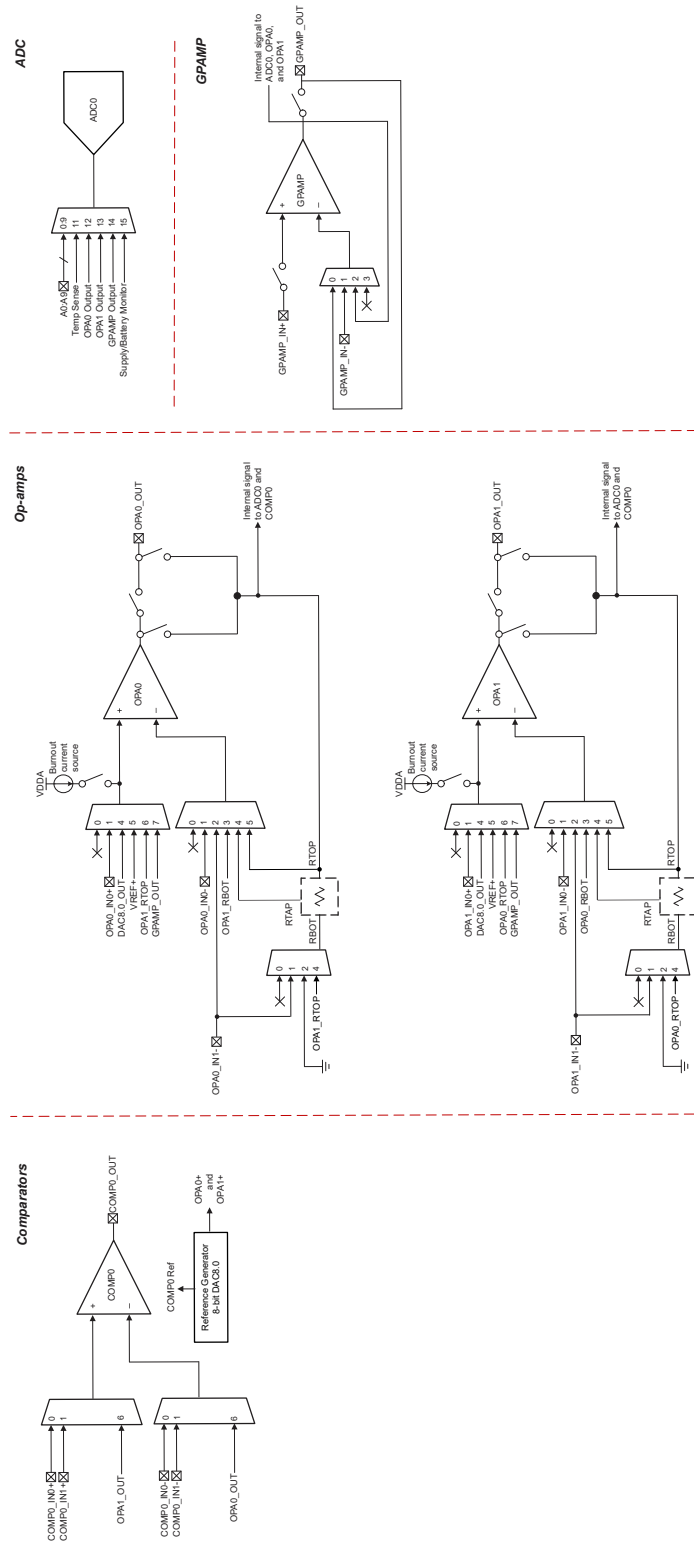 Comparators
COMP0_IN0+
COMP0_IN1+
OPA1_OUT
0
1
6
COMP0_IN0-
COMP0_IN1-
OPA0_OUT
0
1
6
+
–
COMP0
COMP0_OUT
COMP0 Ref
Reference Generator
8-bit DAC8.0
OPA0+
and
OPA1+
Op-amps
VDDA
Burnout
current
source
OPA0_IN0+
DAC8.0_OUT
VREF+
OPA1_RTOP
GPAMP_OUT
0
1
4
5
6
7
OPA0_IN0-
OPA1_RBOT
0
1
2
3
4
5
+
–
OPA0
OPA0_OUT
Internal signal
to ADC0 and
COMP0
OPA0_IN1-
OPA1_RTOP
0
1
2
4
RBOT
RTAP
RTOP
VDDA
Burnout
current
source
OPA1_IN0+
DAC8.0_OUT
VREF+
OPA0_RTOP
GPAMP_OUT
0
1
4
5
6
7
OPA1_IN0-
OPA0_RBOT
0
1
2
3
4
5
+
–
OPA1
OPA1_OUT
Internal signal
to ADC0 and
COMP0
OPA1_IN1-
OPA0_RTOP
0
1
2
4
RBOT
RTAP
RTOP
ADC
A0:A9
Temp Sense
OPA0 Output
OPA1 Output
GPAMP Output
Supply/Battery Monitor
0:9
11
12
13
14
15
ADC0
GPAMP
GPAMP_IN+
GPAMP_IN-
0
1
2
3
+
–
GPAMP
Internal signal to
ADC0, OPA0,
and OPA1
GPAMP_OUT